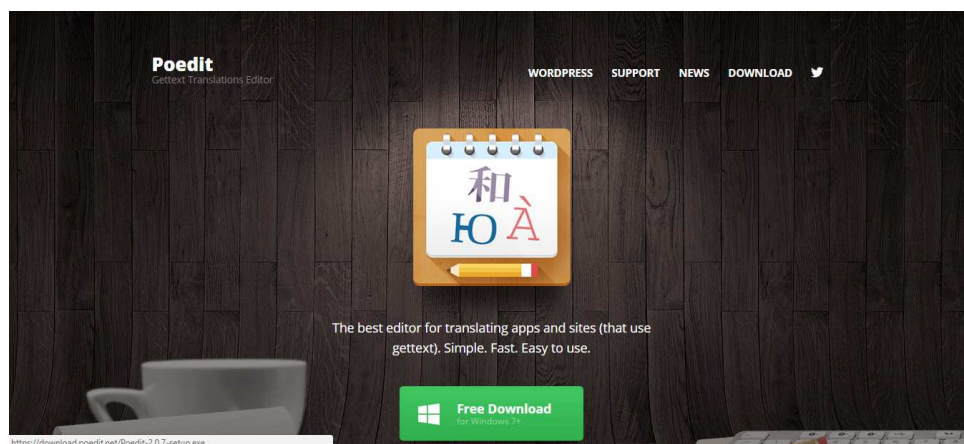 Poedit
Gettext Translations Editor
WORDPRESS SUPPORT NEWS DOWNLOAD
和
Ю À
The best editor for translating apps and sites (that use
gettext). Simple. Fast. Easy to use.
Free Download
for Windows 7+
https://download.poedit.net/Poedit-2.0.7-setup.exe